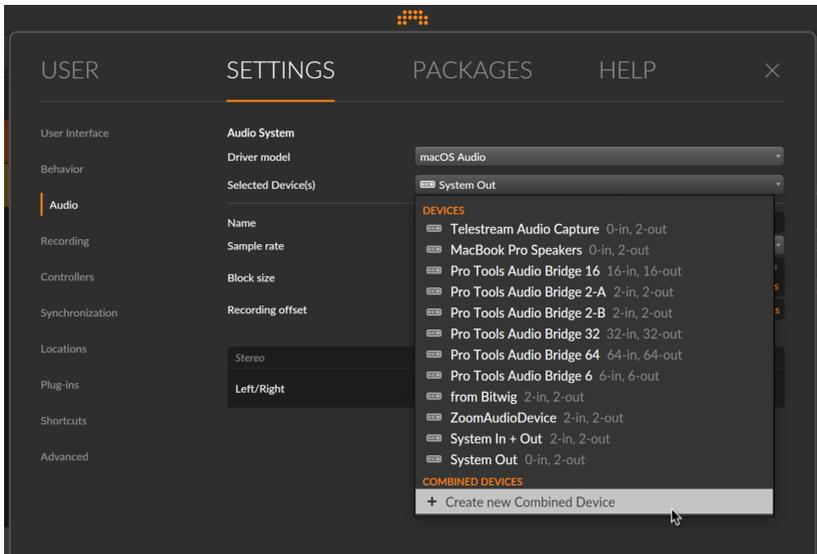 USER SETTINGS PACKAGES HELP
User Interface
Behavior
Audio
Recording
Controllers
Synchronization
Locations
Plug-ins
Shortcuts
Advanced
Audio System
Driver model macOS Audio
Selected Device(s) System Out
Name
Sample rate
Block size
Recording offset
Stereo
Left/Right
DEVICES
Telestream Audio Capture 0-in, 2-out
MacBook Pro Speakers 0-in, 2-out
Pro Tools Audio Bridge 16 16-in, 16-out
Pro Tools Audio Bridge 2-A 2-in, 2-out
Pro Tools Audio Bridge 2-B 2-in, 2-out
Pro Tools Audio Bridge 32 32-in, 32-out
Pro Tools Audio Bridge 64 64-in, 64-out
Pro Tools Audio Bridge 6 6-in, 6-out
from Bitwig 2-in, 2-out
ZoomAudioDevice 2-in, 2-out
System In + Out 2-in, 2-out
System Out 0-in, 2-out
COMBINED DEVICES
+ Create new Combined Device